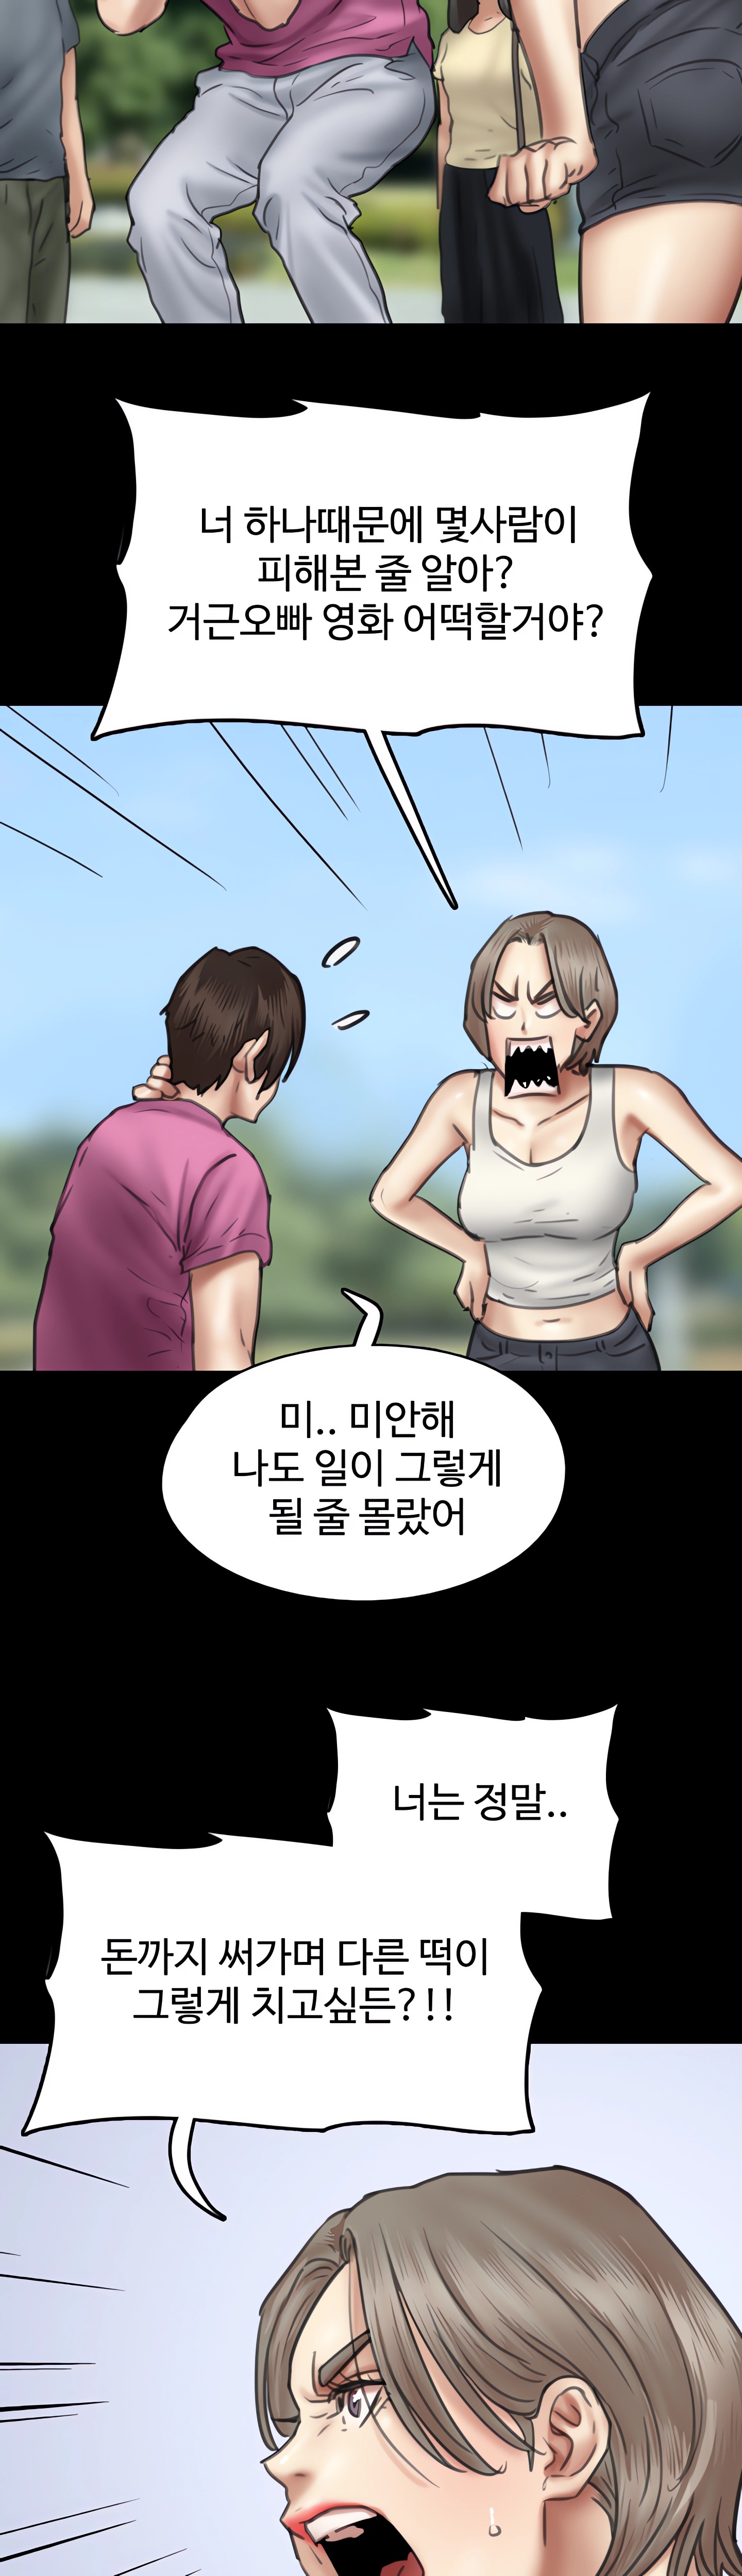 너 하나때문에 몇사람이
피해본 줄 알아?
거근오빠 영화 어떡할거야?
미.. 미안해
나도 일이 그렇게
될 줄 몰랐어
너는 정말..
돈까지 써가며 다른 떡이
그렇게 치고싶든?!!